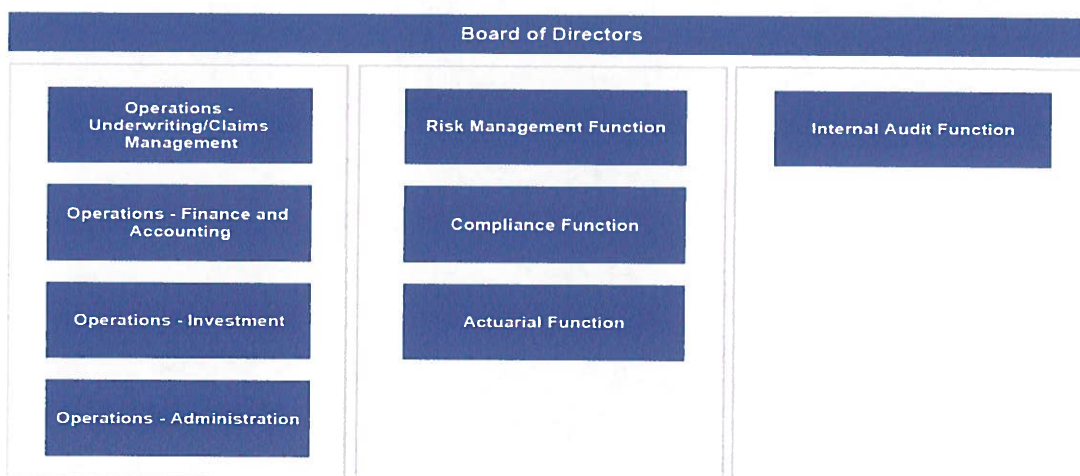 Board of Directors
Operations -
Underwriting/Claims
Management
Operations - Finance and
Accounting
Operations - Investment
Operations - Administration
Risk Management Function
Compliance Function
Actuarial Function
Internal Audit Function